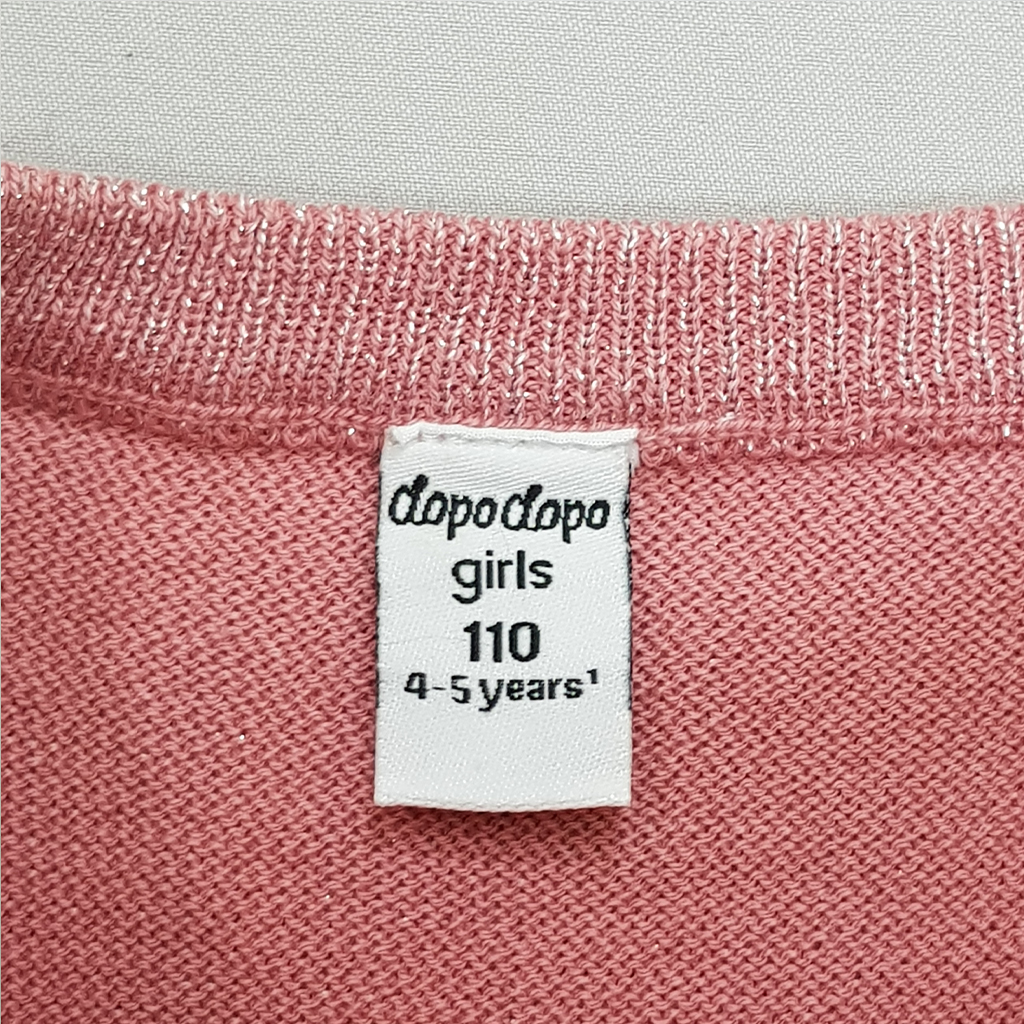 dopodopo
girls
110
4-5 years¹